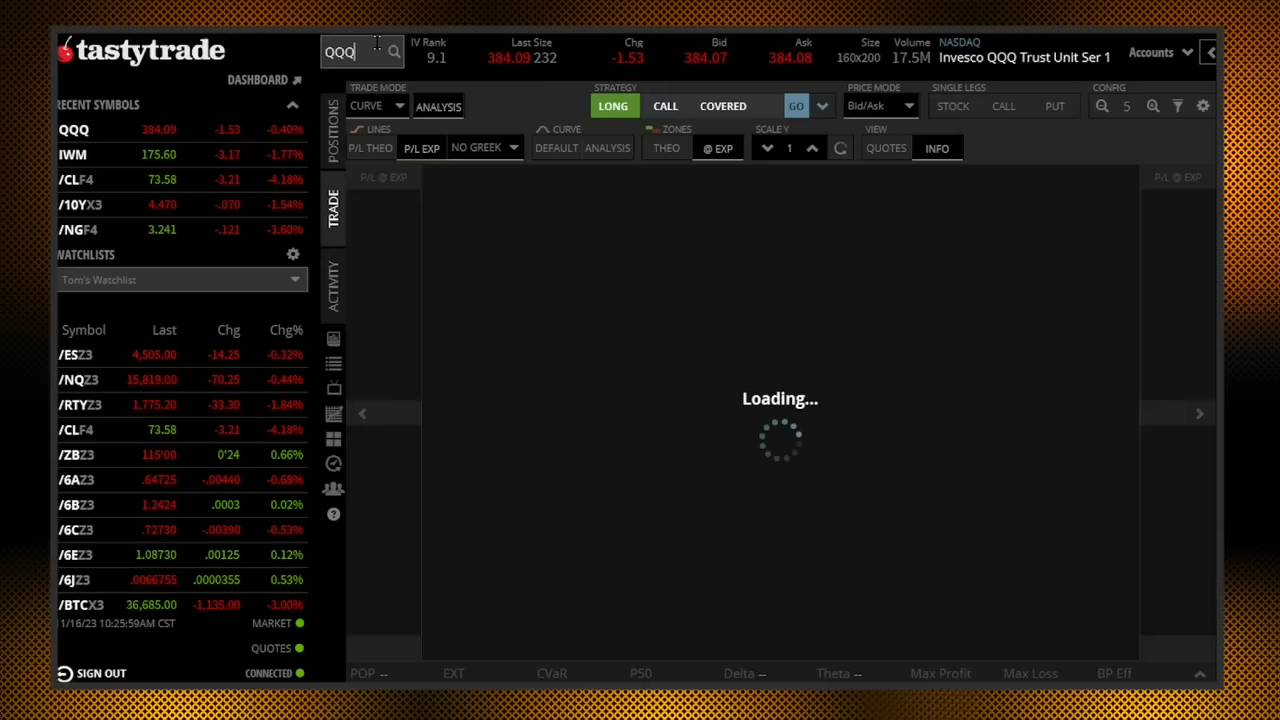 tastytrade
QQQ
IV Rank
9.1
Last Size
384.09 232
Chg
-1.53
Bid
384.07
Ask
384.08
Size
160x200
Volume
17.5M
NASDAQ
Invesco QQQ Trust Unit Ser 1
Accounts
DASHBOARD
RECENT SYMBOLS
QQQ 384.09 -1.53 -0.40%
IWM 175.60 -3.17 -1.77%
/CLF4 73.58 -3.21 -4.18%
/10YX3 4.470 -.070 -1.54%
/NGF4 3.241 -.121 -3.60%
WATCHLISTS
Tom's Watchlist
Symbol Last Chg Chg%
/ESZ3 4,505.00 -14.25 -0.32%
/NQZ3 15,819.00 -70.25 -0.44%
/RTYZ3 1,775.20 -33.30 -1.84%
/CLF4 73.58 -3.21 -4.18%
/ZBZ3 115'00 0'24 0.66%
/6AZ3 .64725 -.00440 -0.68%
/6BZ3 1.2424 .0003 0.02%
/6CZ3 .72730 -.00390 -0.53%
/6EZ3 1.08730 .00125 0.12%
/6JZ3 .0066755 .0000355 0.53%
/BTCX3 36,685.00 -1,135.00 -3.00%
1/16/23 10:25:59AM CST MARKET
QUOTES
SIGN OUT CONNECTED
POSITIONS
TRADE
ACTIVITY
TRADE MODE
CURVE ANALYSIS
STRATEGY
LONG CALL COVERED GO
PRICE MODE
Bid/Ask
SINGLE LEGS
STOCK CALL PUT
CONFIG
5
LINES
P/L THEO P/L EXP NO GREEK
CURVE
DEFAULT ANALYSIS
ZONES
THEO @ EXP
SCALE Y
1
VIEW
QUOTES INFO
P/L @ EXP P/L @ EXP
Loading...
POP -- EXT CVaR P50 Delta -- Theta -- Max Profit Max Loss BP Eff